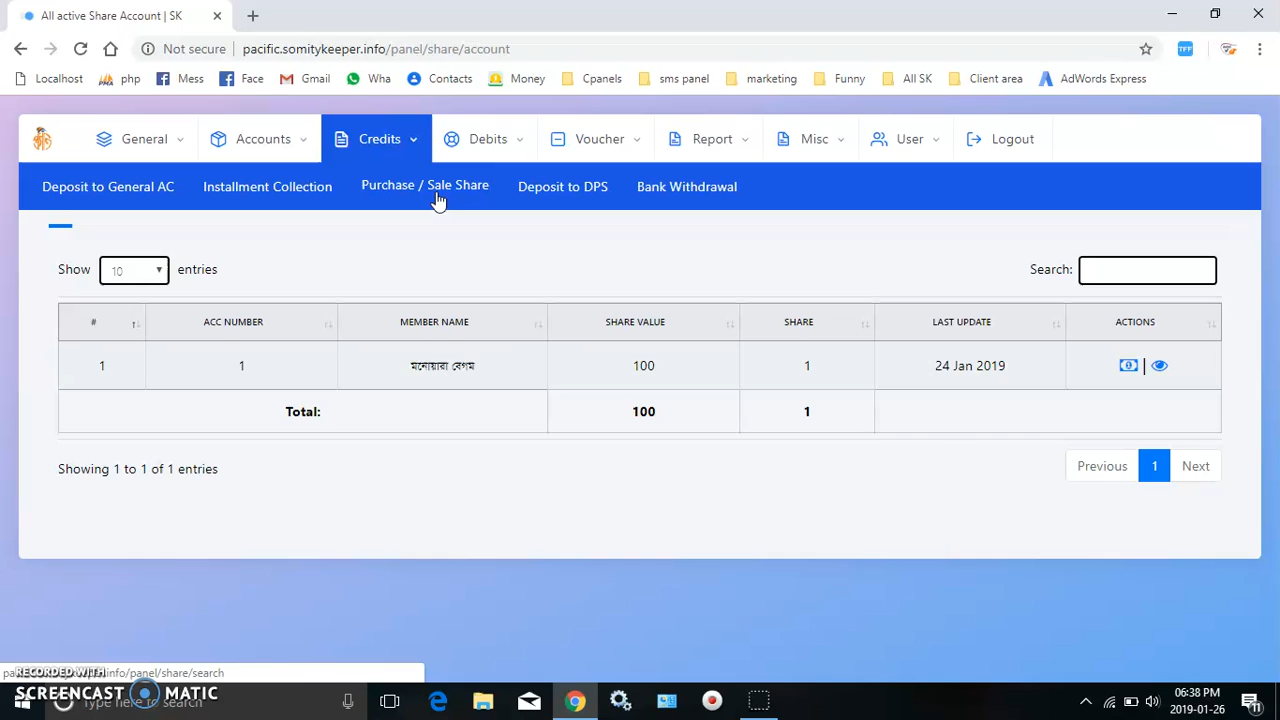 All active Share Account | SK
Not secure | pacific.somitykeeper.info/panel/share/account
Localhost php Mess Face Gmail Wha Contacts Money Cpanels sms panel marketing Funny All SK Client area AdWords Express
General Accounts Credits Debits Voucher Report Misc User Logout
Deposit to General AC Installment Collection Purchase / Sale Share Deposit to DPS Bank Withdrawal
Show 10 entries Search:
# ACC NUMBER MEMBER NAME SHARE VALUE SHARE LAST UPDATE ACTIONS
1 1 মনোয়ারা বেগম 100 1 24 Jan 2019 |
Total: 100 1
Showing 1 to 1 of 1 entries Previous 1 Next
info/panel/share/search
RECORDED WITH
SCREENCAST MATIC
Type here to search
06:38 PM
2019-01-26